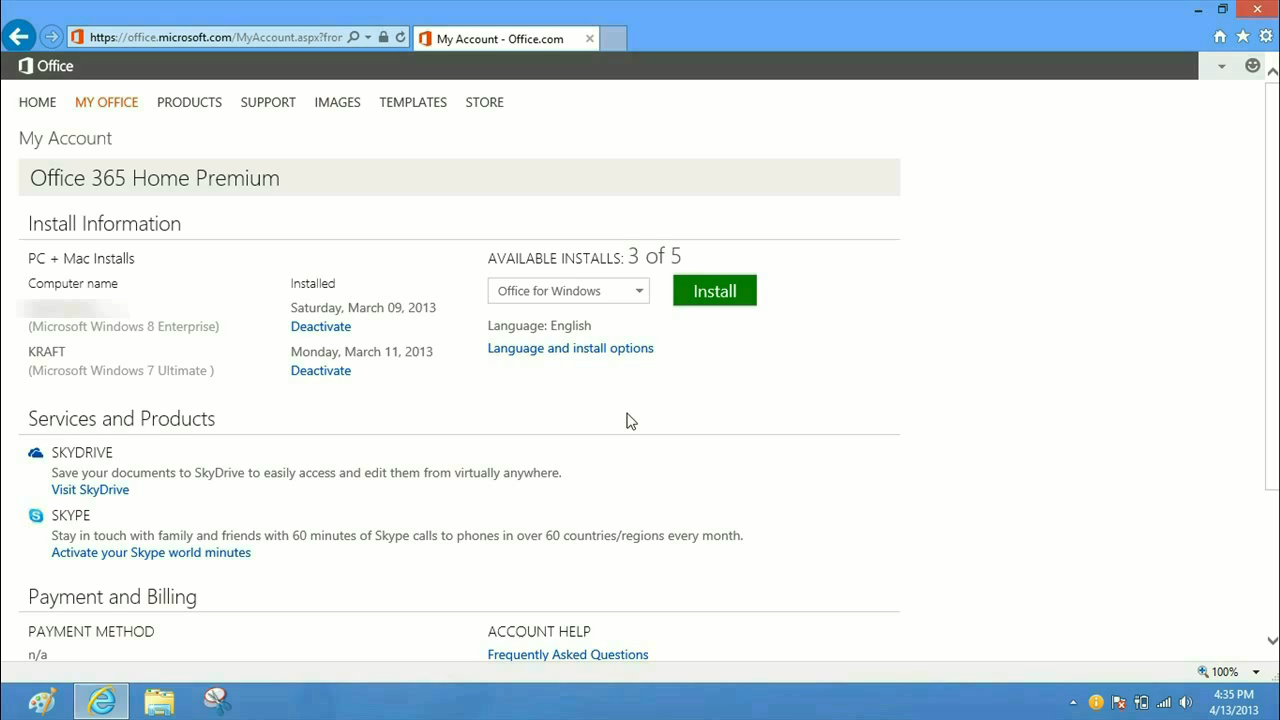 https://office.microsoft.com/MyAccount.aspx?fror
My Account - Office.com
Office
HOME MY OFFICE PRODUCTS SUPPORT IMAGES TEMPLATES STORE
My Account
Office 365 Home Premium
Install Information
PC + Mac Installs
AVAILABLE INSTALLS: 3 of 5
Computer name
Installed
Office for Windows
Install
Saturday, March 09, 2013
(Microsoft Windows 8 Enterprise)
Deactivate
Language: English
KRAFT
Monday, March 11, 2013
Language and install options
(Microsoft Windows 7 Ultimate )
Deactivate
Services and Products
SKYDRIVE
Save your documents to SkyDrive to easily access and edit them from virtually anywhere.
Visit SkyDrive
SKYPE
Stay in touch with family and friends with 60 minutes of Skype calls to phones in over 60 countries/regions every month.
Activate your Skype world minutes
Payment and Billing
PAYMENT METHOD
ACCOUNT HELP
n/a
Frequently Asked Questions
100%
4:35 PM
4/13/2013